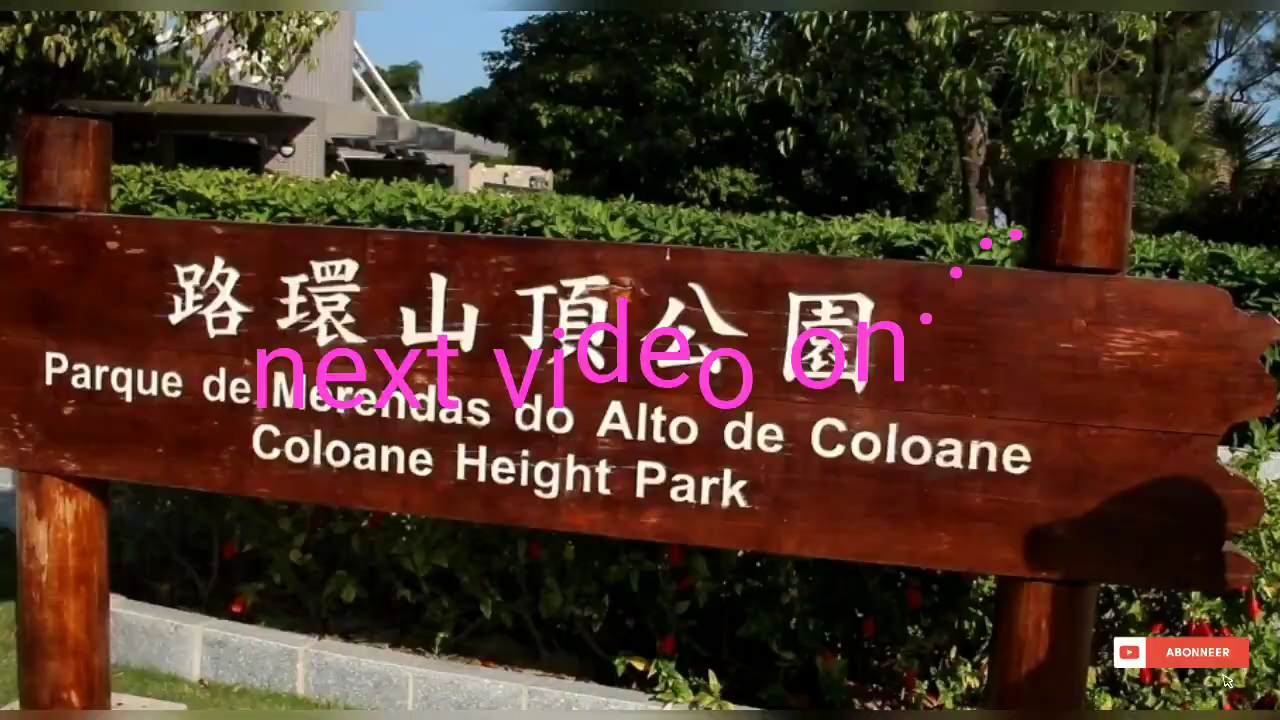 路環山頂公園
next video on....
Parque de Merendas do Alto de Coloane
Coloane Height Park
ABONNEER